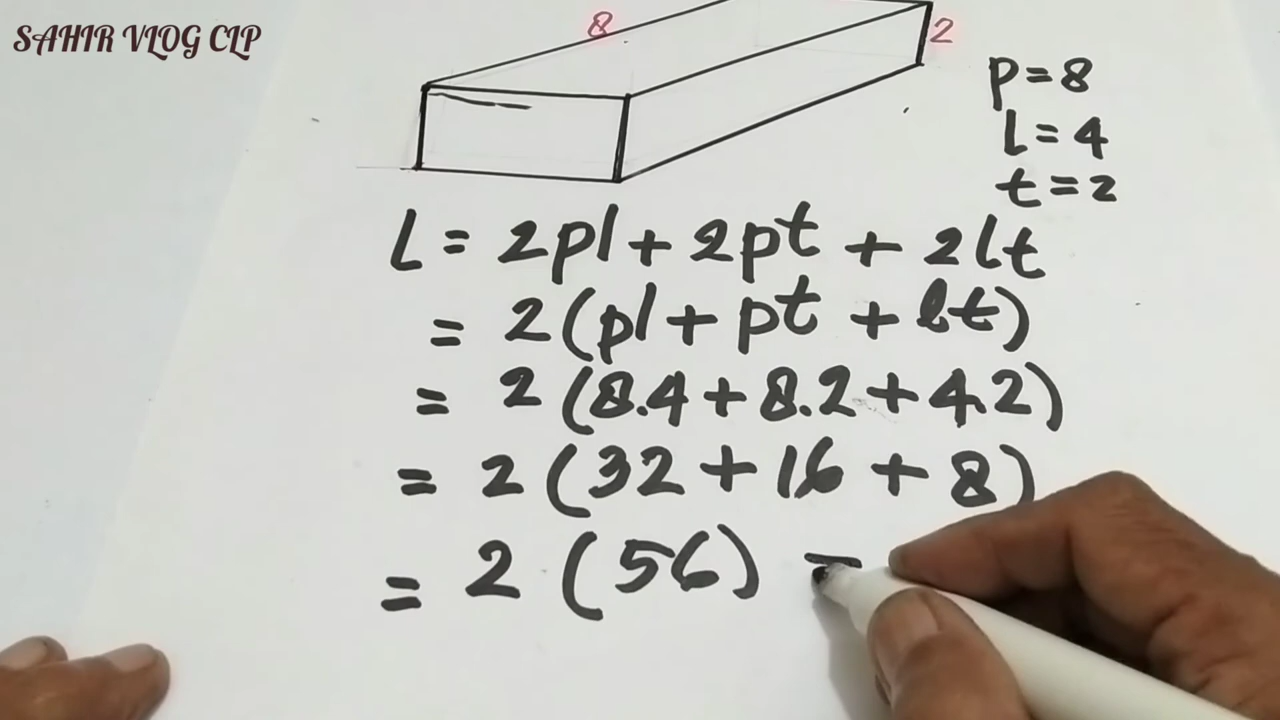 SAHIR VLOG CLP
8
2
p = 8
l = 4
t = 2
L = 2pl + 2pt + 2lt
= 2(pl + pt + lt)
= 2(8.4 + 8.2 + 4.2)
= 2(32 + 16 + 8)
= 2(56) =